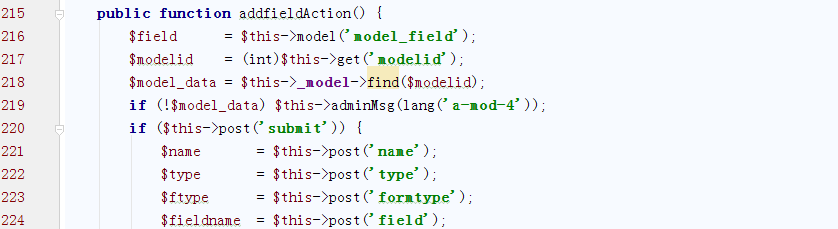 215 public function addfieldAction() {
216 $field = $this->model('model_field');
217 $modelid = (int)$this->get('modelid');
218 $model_data = $this->_model->find($modelid);
219 if (!$model_data) $this->adminMsg(lang('a-mod-4'));
220 if ($this->post('submit')) {
221 $name = $this->post('name');
222 $type = $this->post('type');
223 $ftype = $this->post('formtype');
224 $fieldname = $this->post('field');